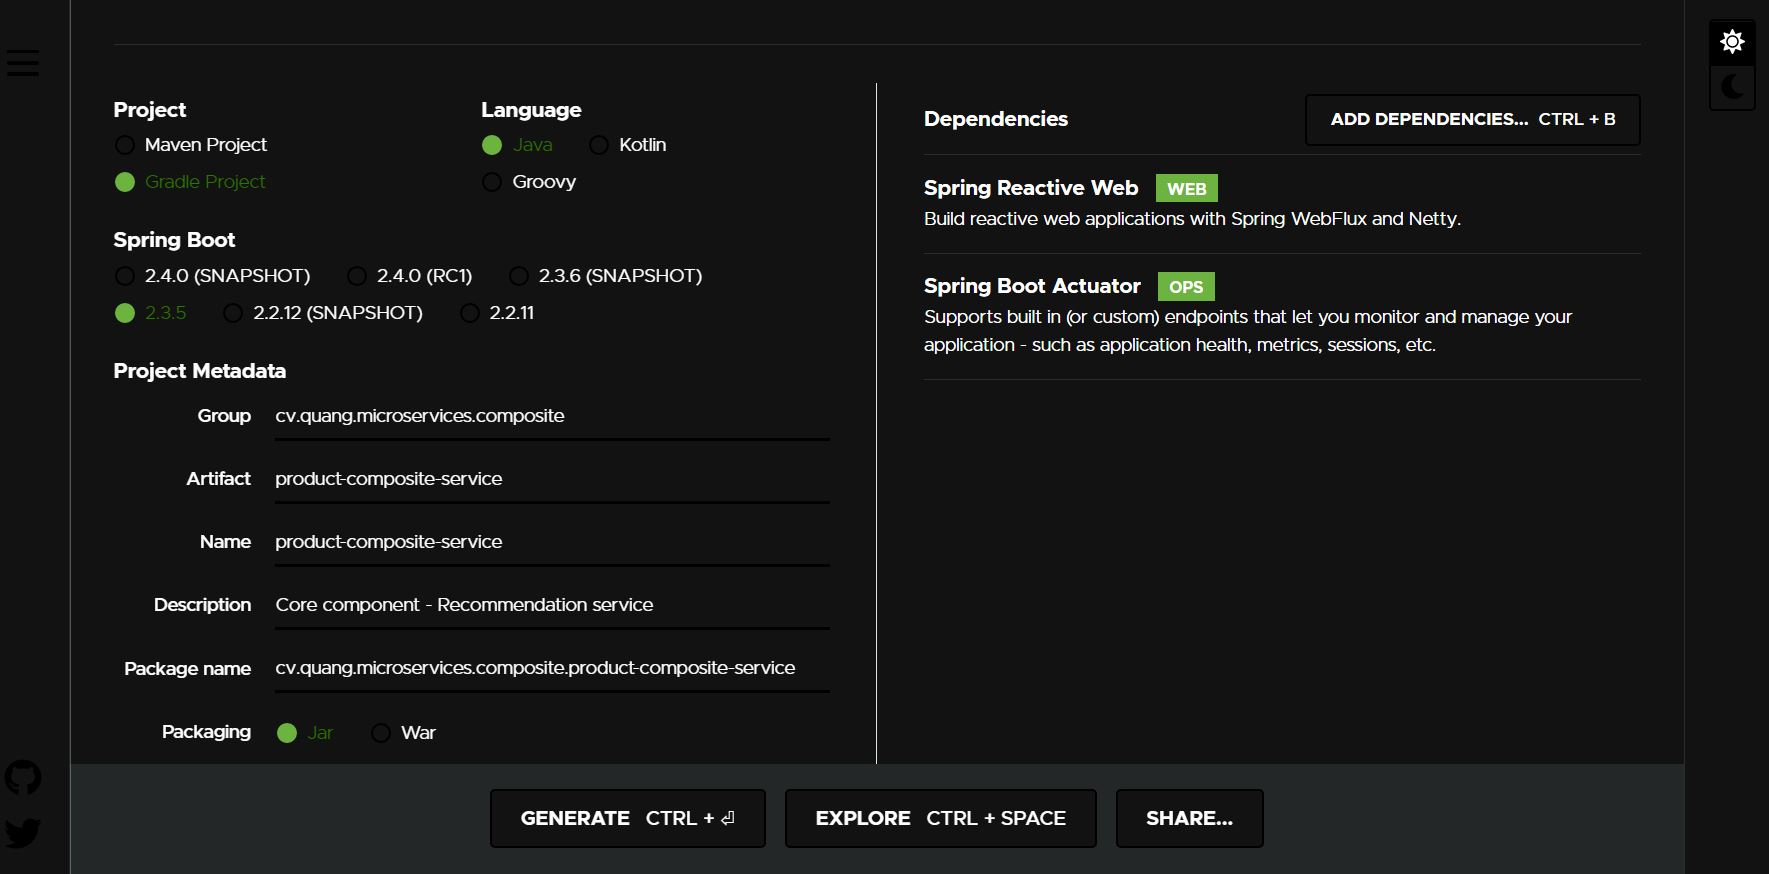 Project
Maven Project
Gradle Project
Language
Java Kotlin
Groovy
Spring Boot
2.4.0 (SNAPSHOT) 2.4.0 (RC1) 2.3.6 (SNAPSHOT)
2.3.5 2.2.12 (SNAPSHOT) 2.2.11
Project Metadata
Group cv.quang.microservices.composite
Artifact product-composite-service
Name product-composite-service
Description Core component - Recommendation service
Package name cv.quang.microservices.composite.product-composite-service
Packaging Jar War
Dependencies ADD DEPENDENCIES... CTRL + B
Spring Reactive Web WEB
Build reactive web applications with Spring WebFlux and Netty.
Spring Boot Actuator OPS
Supports built in (or custom) endpoints that let you monitor and manage your
application - such as application health, metrics, sessions, etc.
GENERATE CTRL + ⏎ EXPLORE CTRL + SPACE SHARE...